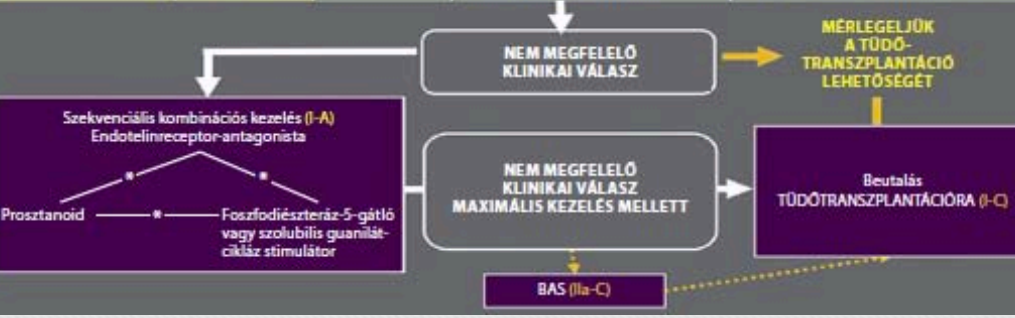 NEM MEGFELELŐ
KLINIKAI VÁLASZ
MÉRLEGELJÜK
A TÜDŐ-
TRANSZPLANTÁCIÓ
LEHETŐSÉGÉT
Szekvenciális kombinációs kezelés (I-A)
Endotelinreceptor-antagonista
*
*
Prosztanoid
*
Foszfodiészteráz-5-gátló
vagy szolubilis guanilát-
cikláz stimulátor
NEM MEGFELELŐ
KLINIKAI VÁLASZ
MAXIMÁLIS KEZELÉS MELLETT
Beutalás
TÜDŐTRANSZPLANTÁCIÓRA (I-C)
BAS (IIa-C)